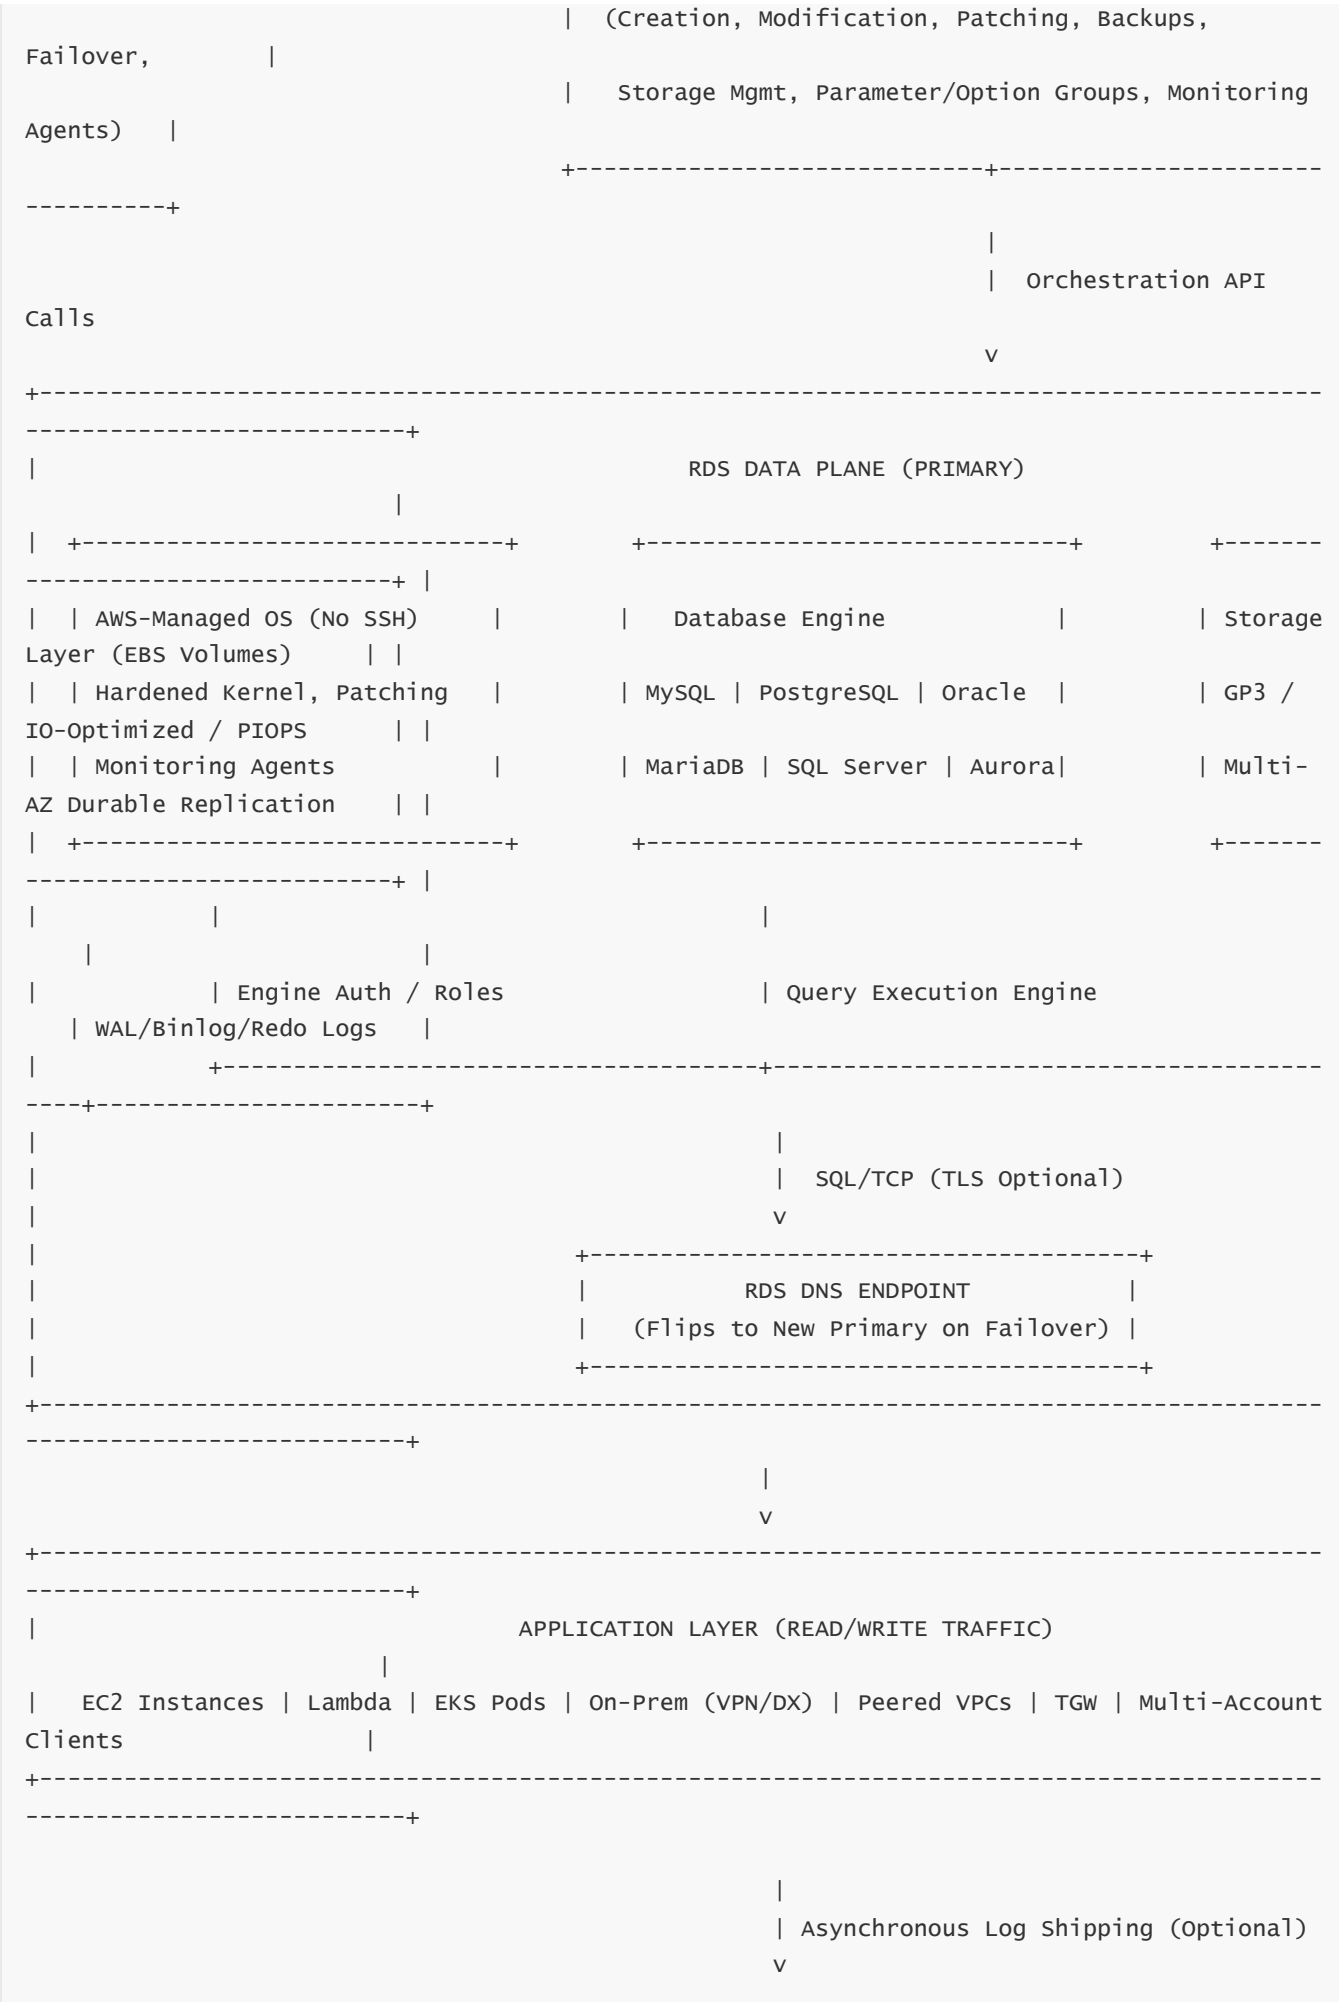 | (Creation, Modification, Patching, Backups,
Failover, |
| Storage Mgmt, Parameter/Option Groups, Monitoring
Agents) |
+-----------------------------+-----------------------
-----------+
|
| Orchestration API
Calls
v
+-------------------------------------------------------------------------------------------
---------------------------+
| RDS DATA PLANE (PRIMARY)
|
| +------------------------------+ +------------------------------+ +-------
--------------------------+ |
| | AWS-Managed OS (No SSH) | | Database Engine | | Storage
Layer (EBS Volumes) | |
| | Hardened Kernel, Patching | | MySQL | PostgreSQL | Oracle | | GP3 /
IO-Optimized / PIOPS | |
| | Monitoring Agents | | MariaDB | SQL Server | Aurora| | Multi-
AZ Durable Replication | |
| +------------------------------+ +------------------------------+ +-------
--------------------------+ |
| | |
| |
| | Engine Auth / Roles | Query Execution Engine
| WAL/Binlog/Redo Logs |
| +--------------------------------------+---------------------------------------
----+-----------------------+
| |
| | SQL/TCP (TLS Optional)
| v
| +---------------------------------------+
| | RDS DNS ENDPOINT |
| | (Flips to New Primary on Failover) |
| +---------------------------------------+
+-------------------------------------------------------------------------------------------
---------------------------+
|
v
+-------------------------------------------------------------------------------------------
---------------------------+
| APPLICATION LAYER (READ/WRITE TRAFFIC)
|
| EC2 Instances | Lambda | EKS Pods | On-Prem (VPN/DX) | Peered VPCs | TGW | Multi-Account
Clients |
+-------------------------------------------------------------------------------------------
---------------------------+
|
| Asynchronous Log Shipping (Optional)
v